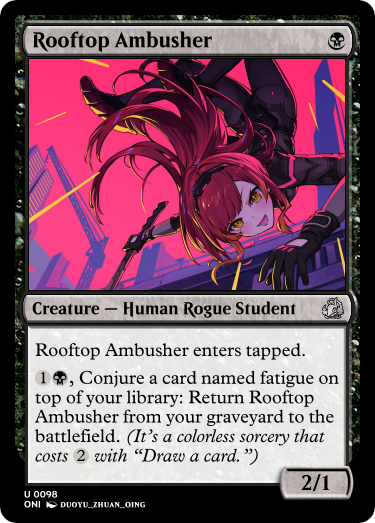 Rooftop Ambusher
Creature — Human Rogue Student
Rooftop Ambusher enters tapped.
1, Conjure a card named fatigue on
top of your library: Return Rooftop
Ambusher from your graveyard to the
battlefield. (It's a colorless sorcery that
costs 2 with “Draw a card.”)
2/1
U 0098
ONI DUOYU_ZHUAN_QING